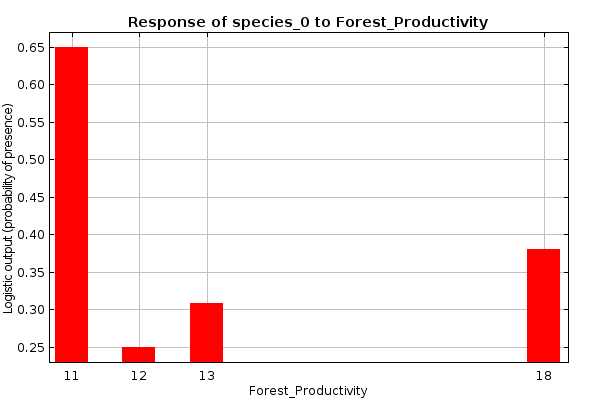 Response of species_0 to Forest_Productivity
Logistic output (probability of presence)
0.65
0.60
0.55
0.50
0.45
0.40
0.35
0.30
0.25
11 12 13 18
Forest_Productivity